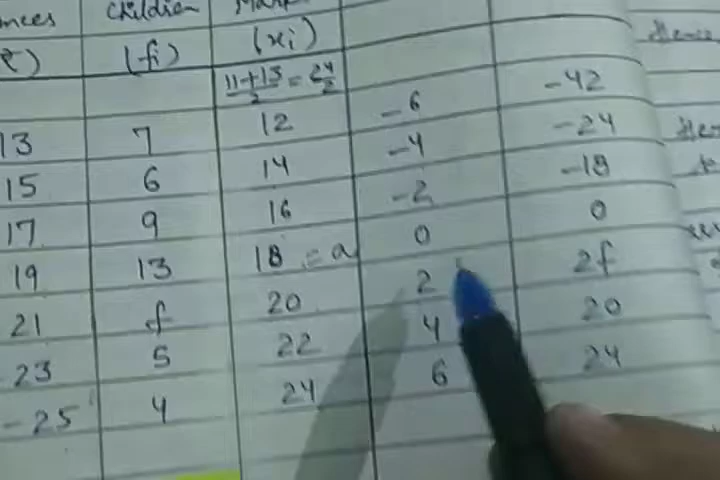 Children Mark
₹) (fi) (xi)
11+13/2 = 24/2
13 7 12 -6 -42
15 6 14 -4 -24
17 9 16 -2 -18
19 13 18 = a 0 0
21 f 20 2 2f
23 5 22 4 20
-25 4 24 6 24